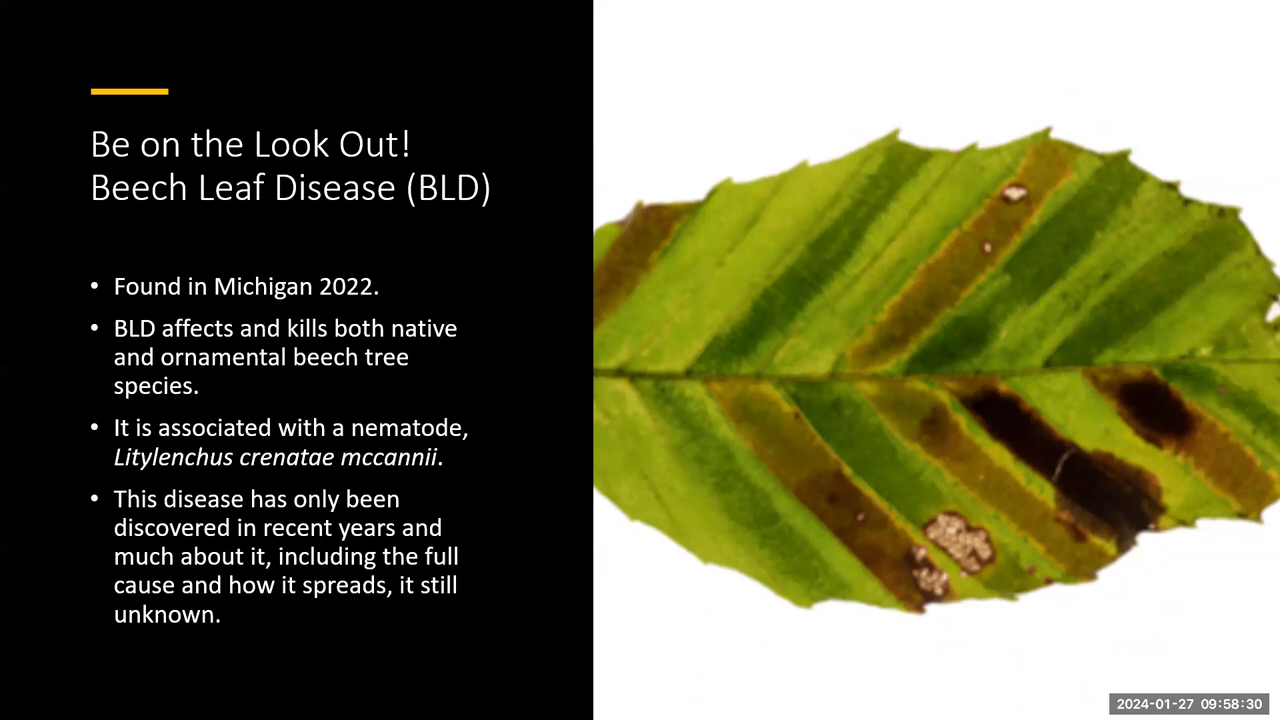 Be on the Look Out!
Beech Leaf Disease (BLD)
• Found in Michigan 2022.
• BLD affects and kills both native
and ornamental beech tree
species.
• It is associated with a nematode,
Litylenchus crenatae mccannii.
• This disease has only been
discovered in recent years and
much about it, including the full
cause and how it spreads, it still
unknown.
2024-01-27 09:58:30